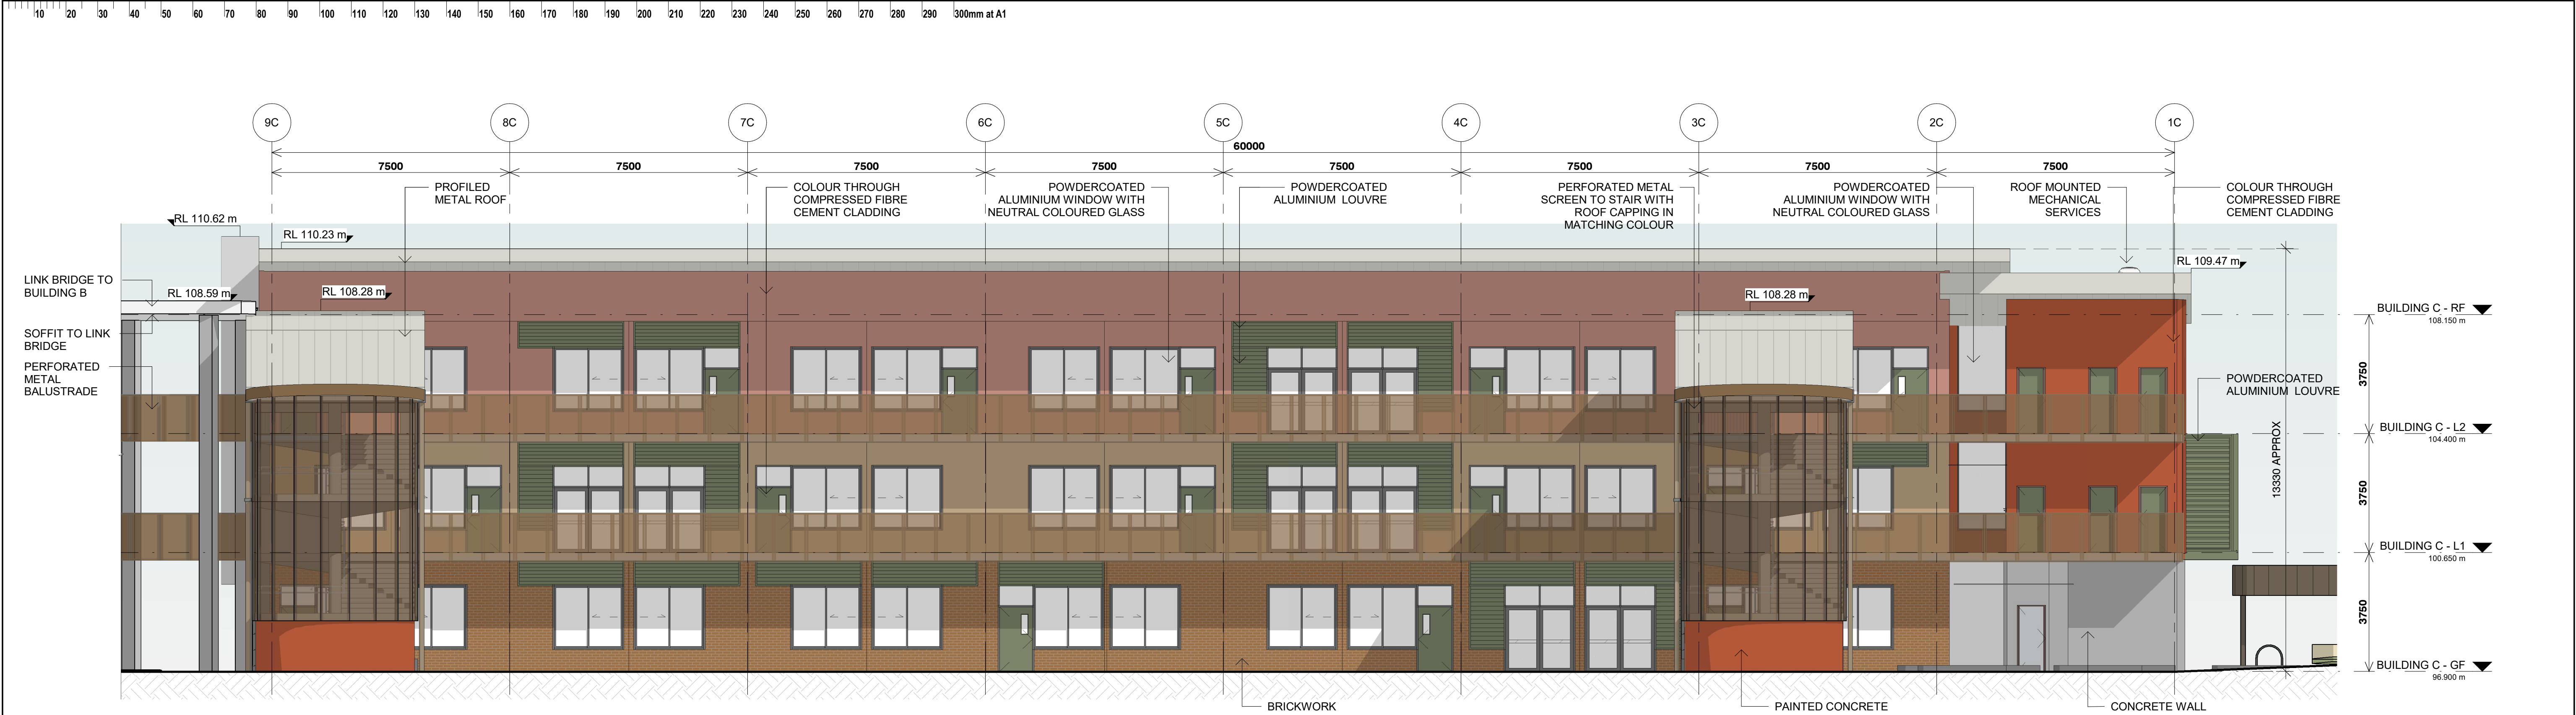 10 20 30 40 50 60 70 80 90 100 110 120 130 140 150 160 170 180 190 200 210 220 230 240 250 260 270 280 290 300mm at A1
9C 8C 7C 6C 5C 4C 3C 2C 1C
60000
7500 7500 7500 7500 7500 7500 7500 7500
PROFILED
METAL ROOF
COLOUR THROUGH
COMPRESSED FIBRE
CEMENT CLADDING
POWDERCOATED
ALUMINIUM WINDOW WITH
NEUTRAL COLOURED GLASS
POWDERCOATED
ALUMINIUM LOUVRE
PERFORATED METAL
SCREEN TO STAIR WITH
ROOF CAPPING IN
MATCHING COLOUR
POWDERCOATED
ALUMINIUM WINDOW WITH
NEUTRAL COLOURED GLASS
ROOF MOUNTED
MECHANICAL
SERVICES
COLOUR THROUGH
COMPRESSED FIBRE
CEMENT CLADDING
RL 110.62 m
RL 110.23 m
RL 109.47 m
LINK BRIDGE TO
BUILDING B
RL 108.59 m
RL 108.28 m
RL 108.28 m
SOFFIT TO LINK
BRIDGE
PERFORATED
METAL
BALUSTRADE
BUILDING C - RF
108.150 m
3750
POWDERCOATED
ALUMINIUM LOUVRE
BUILDING C - L2
104.400 m
13330 APPROX
3750
BUILDING C - L1
100.650 m
3750
BUILDING C - GF
96.900 m
BRICKWORK
PAINTED CONCRETE
CONCRETE WALL